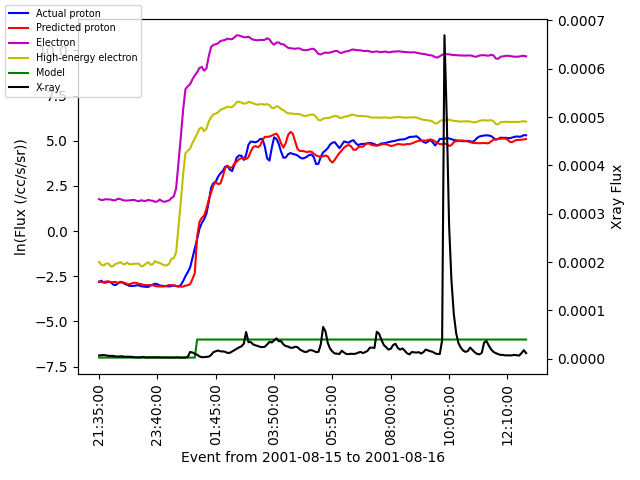 Actual proton
Predicted proton
Electron
High-energy electron
Model
X-ray
10.0
7.5
5.0
2.5
0.0
−2.5
−5.0
−7.5
ln(Flux (/cc/s/sr))
0.0007
0.0006
0.0005
0.0004
0.0003
0.0002
0.0001
0.0000
Xray Flux
21:35:00
23:40:00
01:45:00
03:50:00
05:55:00
08:00:00
10:05:00
12:10:00
Event from 2001-08-15 to 2001-08-16